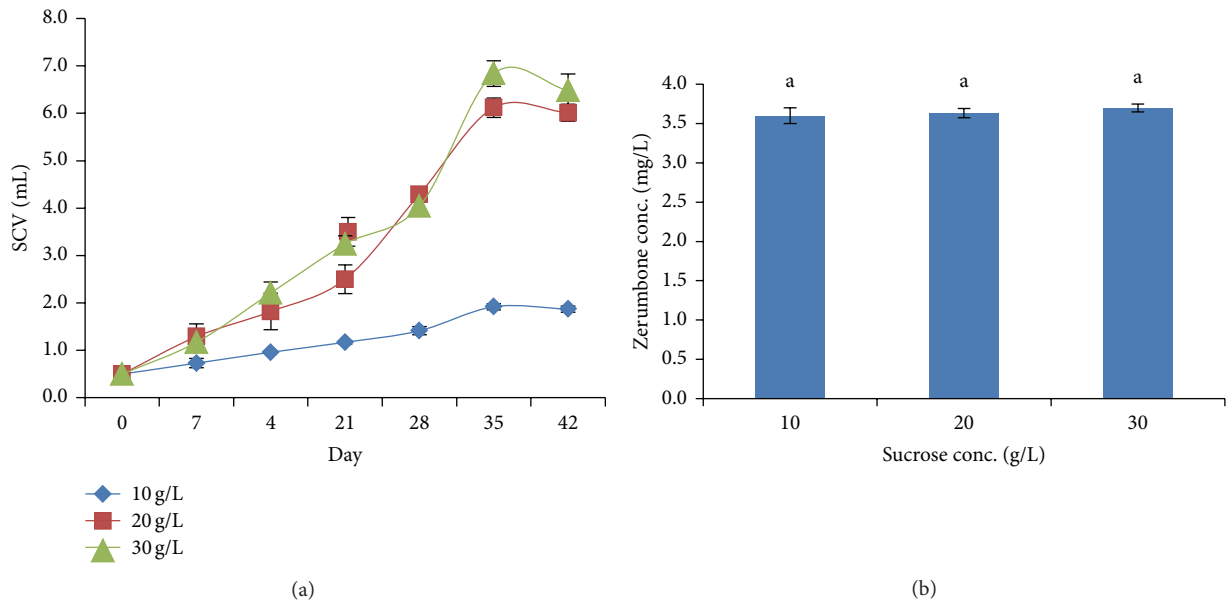 SCV (mL)
8.0
7.0
6.0
5.0
4.0
3.0
2.0
1.0
0.0
0 7 4 21 28 35 42
Day
10 g/L
20 g/L
30 g/L
(a)
Zerumbone conc. (mg/L)
4.0
3.5
3.0
2.5
2.0
1.5
1.0
0.5
0.0
a a a
10 20 30
Sucrose conc. (g/L)
(b)